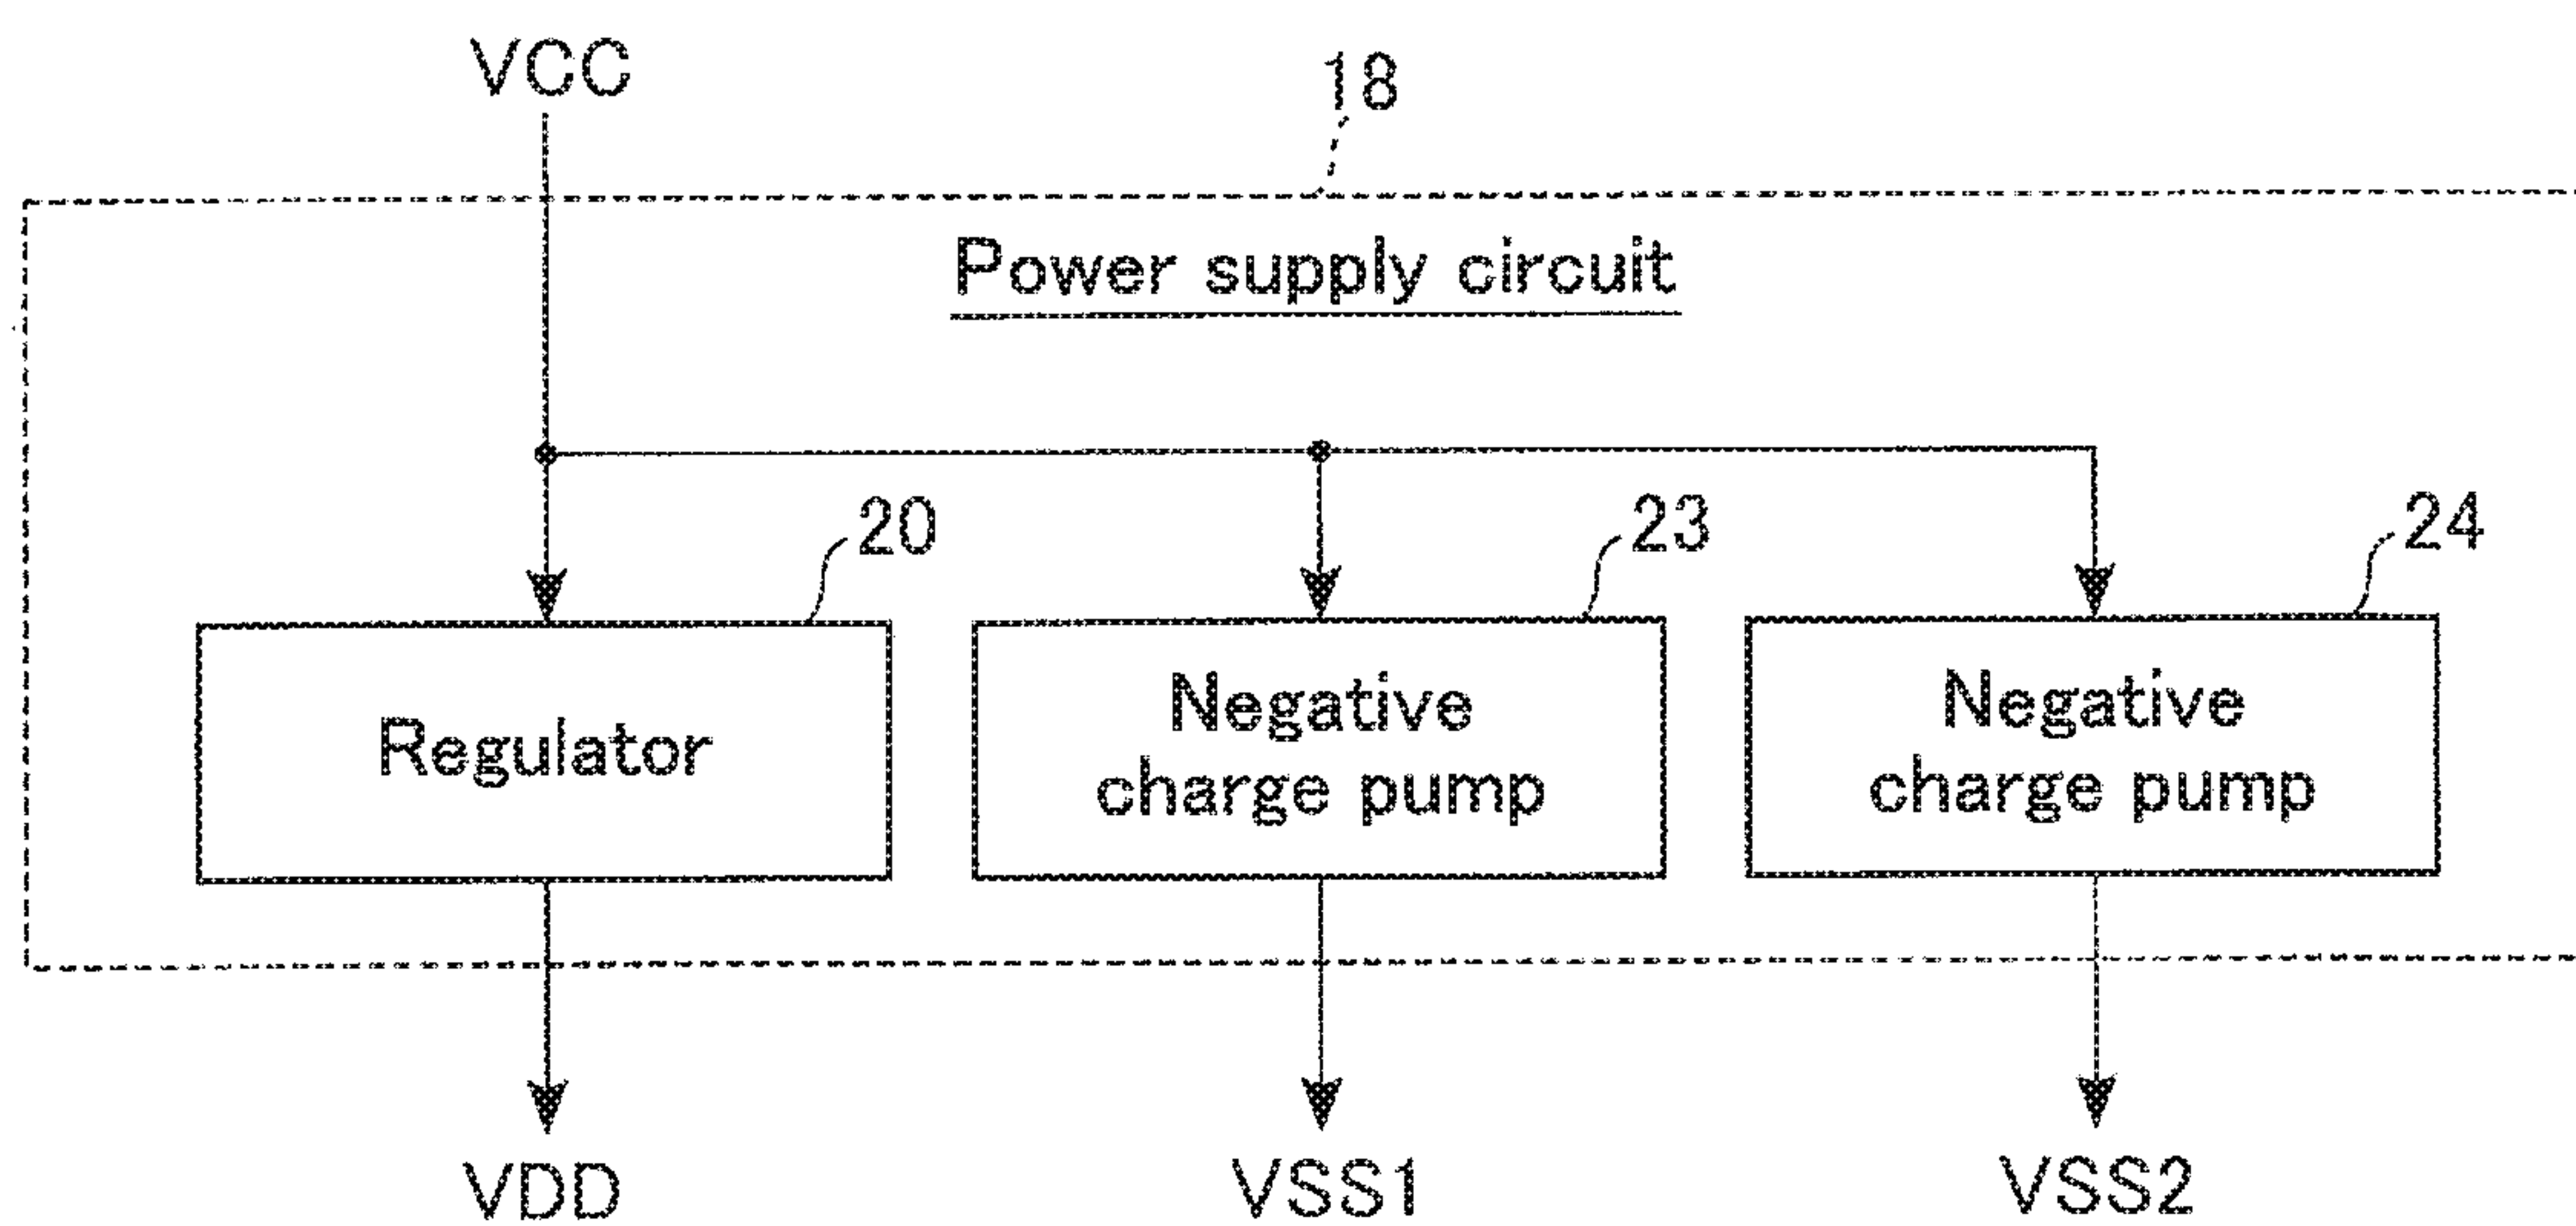 VCC
18
Power supply circuit
20
23
24
Regulator
Negative
charge pump
Negative
charge pump
VDD
VSS1
VSS2